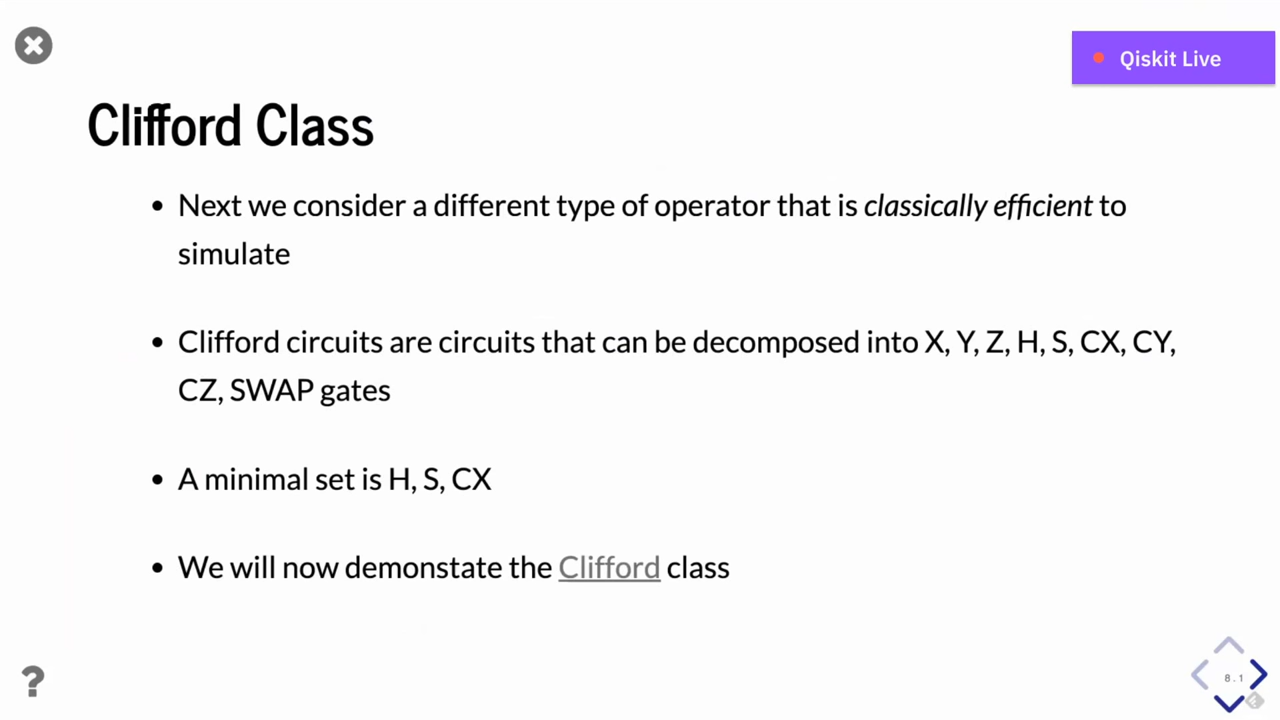 Qiskit Live
Clifford Class
• Next we consider a different type of operator that is classically efficient to
simulate
• Clifford circuits are circuits that can be decomposed into X, Y, Z, H, S, CX, CY,
CZ, SWAP gates
• A minimal set is H, S, CX
• We will now demonstate the Clifford class
?
8.1